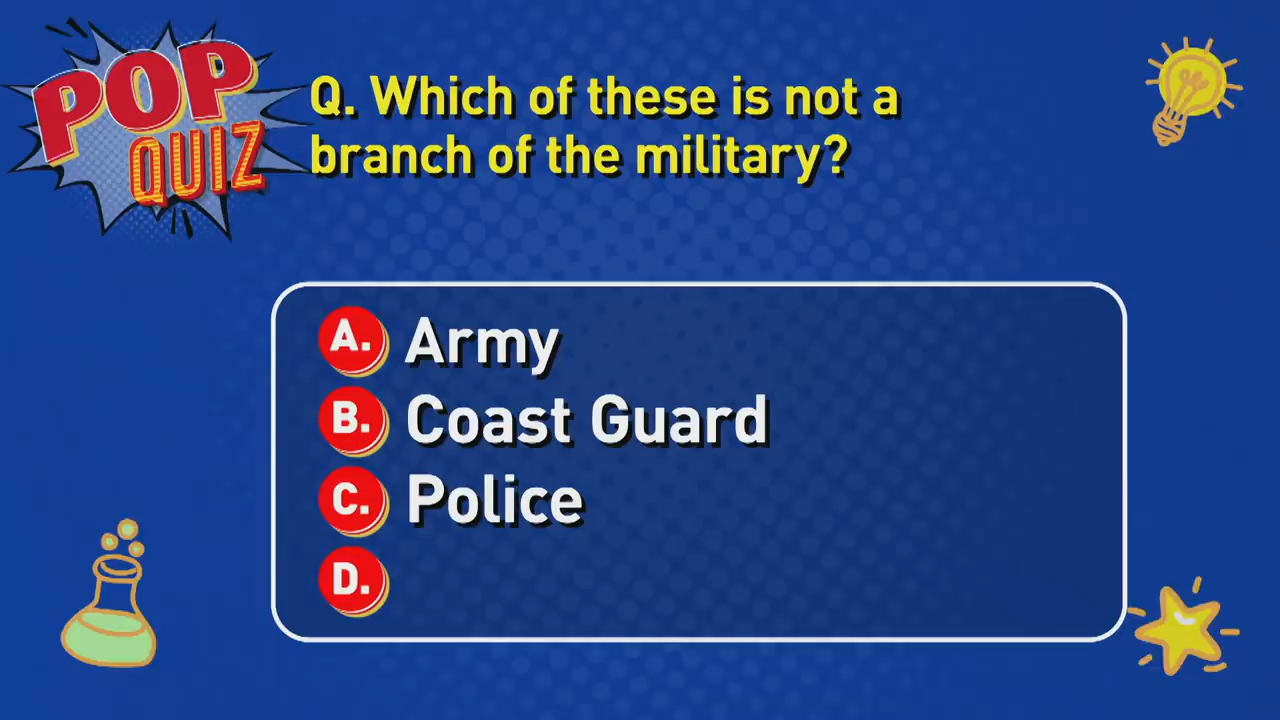 POP
QUIZ
Q. Which of these is not a
branch of the military?
A. Army
B. Coast Guard
C. Police
D.